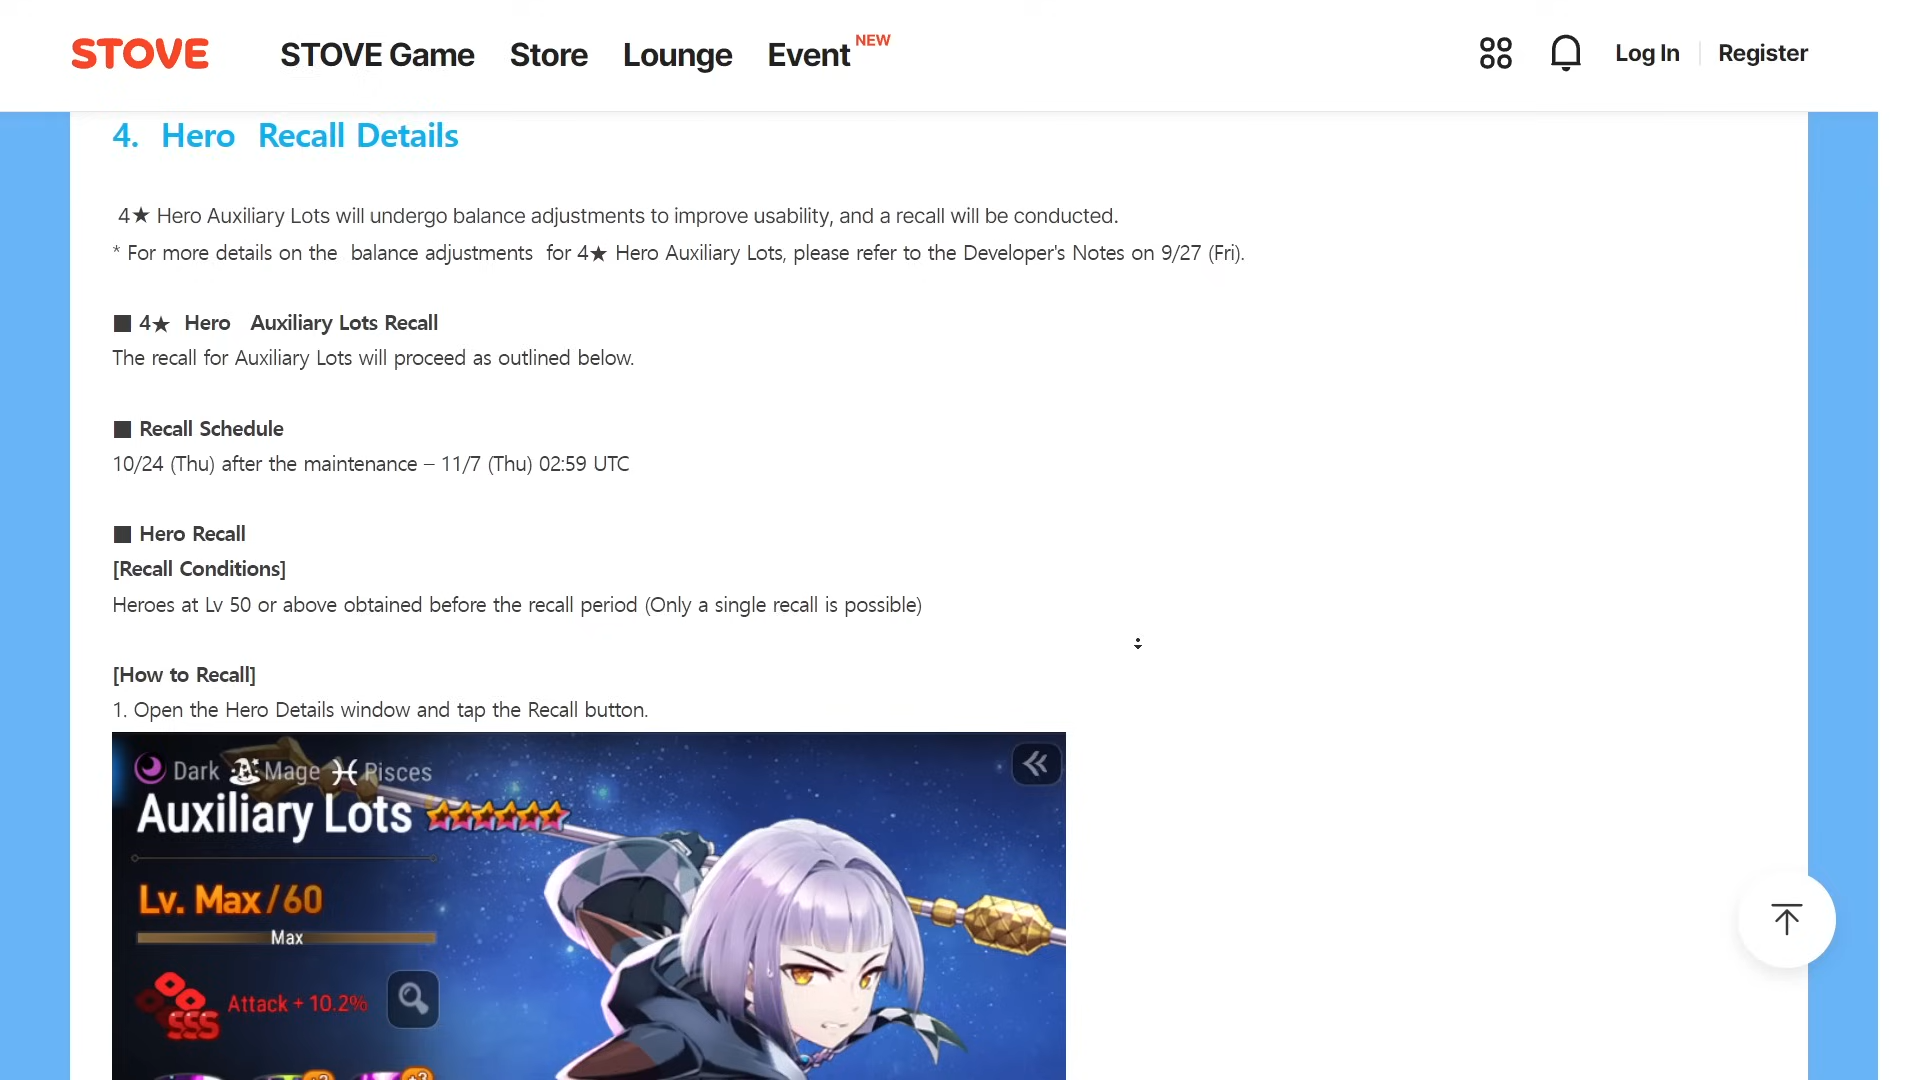 STOVE STOVE Game Store Lounge Event NEW Log In Register
4. Hero Recall Details
4★ Hero Auxiliary Lots will undergo balance adjustments to improve usability, and a recall will be conducted.
* For more details on the balance adjustments for 4★ Hero Auxiliary Lots, please refer to the Developer's Notes on 9/27 (Fri).
■ 4★ Hero Auxiliary Lots Recall
The recall for Auxiliary Lots will proceed as outlined below.
■ Recall Schedule
10/24 (Thu) after the maintenance – 11/7 (Thu) 02:59 UTC
■ Hero Recall
[Recall Conditions]
Heroes at Lv 50 or above obtained before the recall period (Only a single recall is possible)
[How to Recall]
1. Open the Hero Details window and tap the Recall button.
Dark Mage Pisces
Auxiliary Lots
Lv. Max/60
Max
SSS Attack + 10.2%